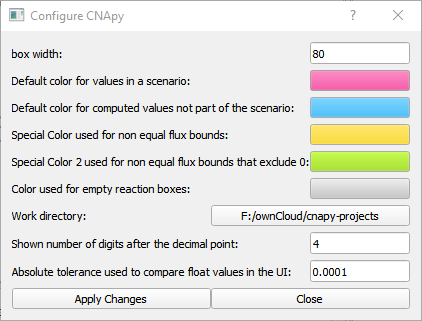 Configure CNApy
box width: 80
Default color for values in a scenario:
Default color for computed values not part of the scenario:
Special Color used for non equal flux bounds:
Special Color 2 used for non equal flux bounds that exclude 0:
Color used for empty reaction boxes:
Work directory: F:/ownCloud/cnapy-projects
Shown number of digits after the decimal point: 4
Absolute tolerance used to compare float values in the UI: 0.0001
Apply Changes Close